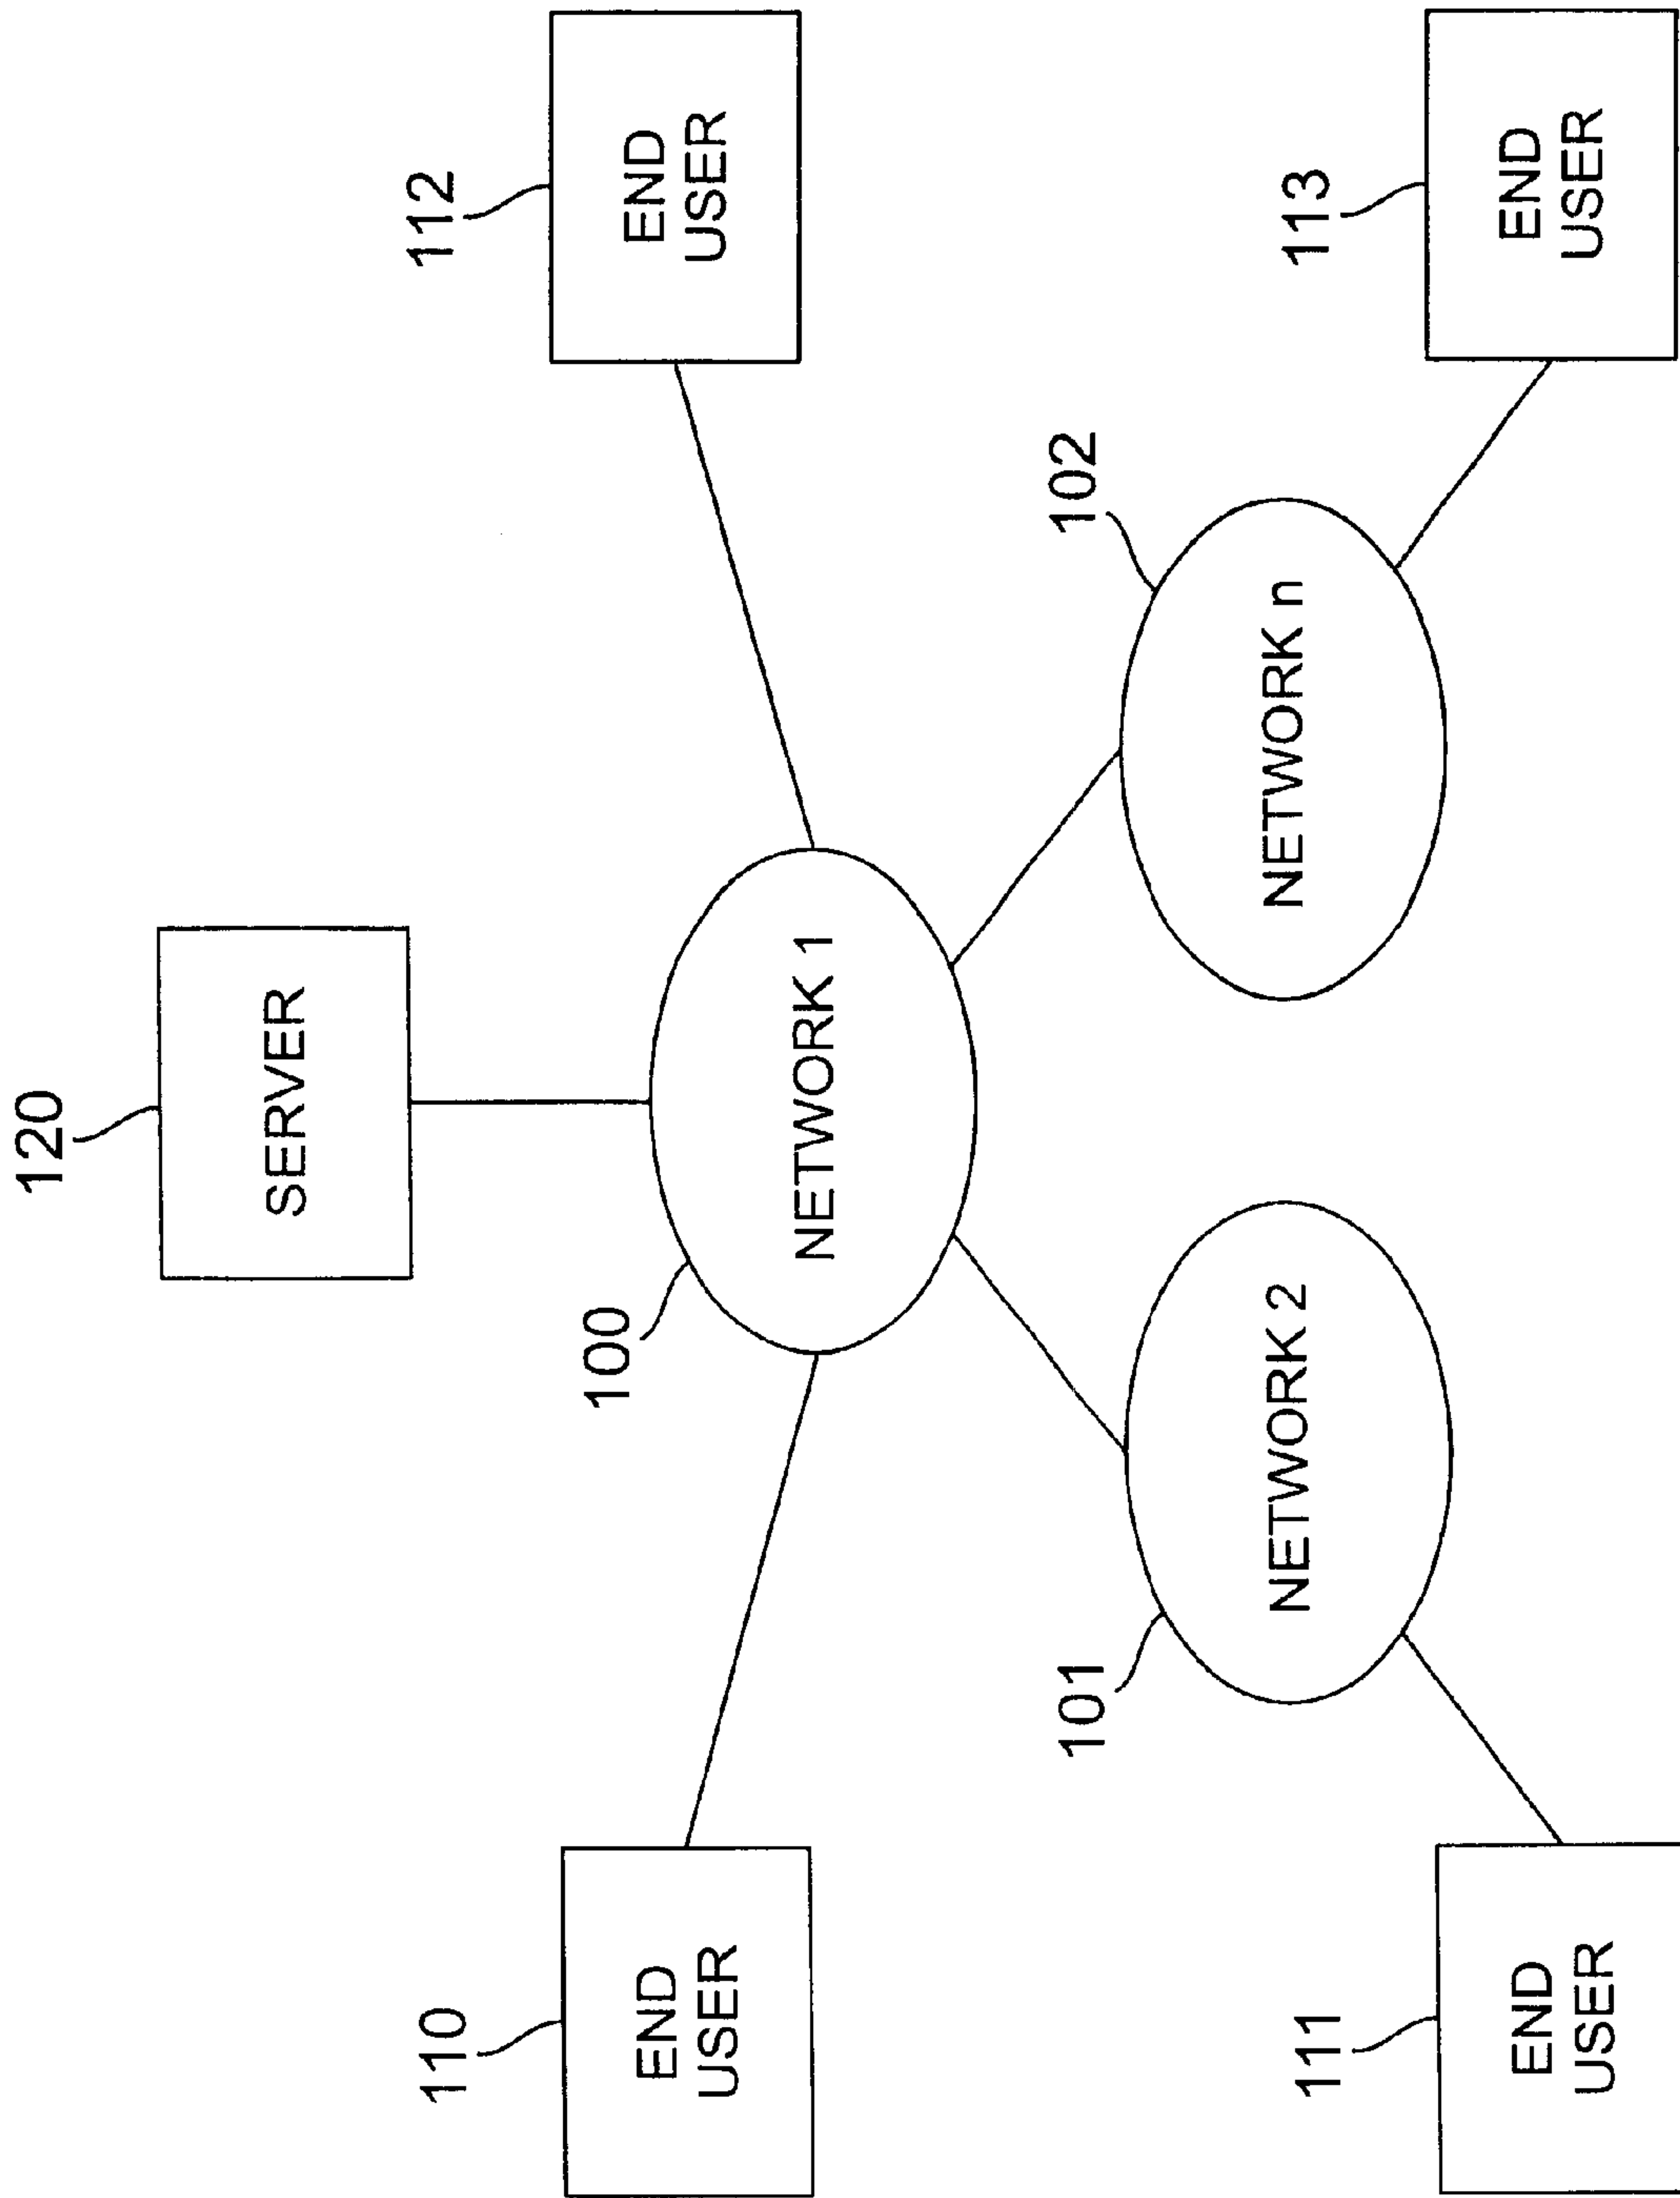 120
SERVER
110
END
USER
100
NETWORK 1
112
END
USER
101
NETWORK 2
102
NETWORK n
111
END
USER
113
END
USER